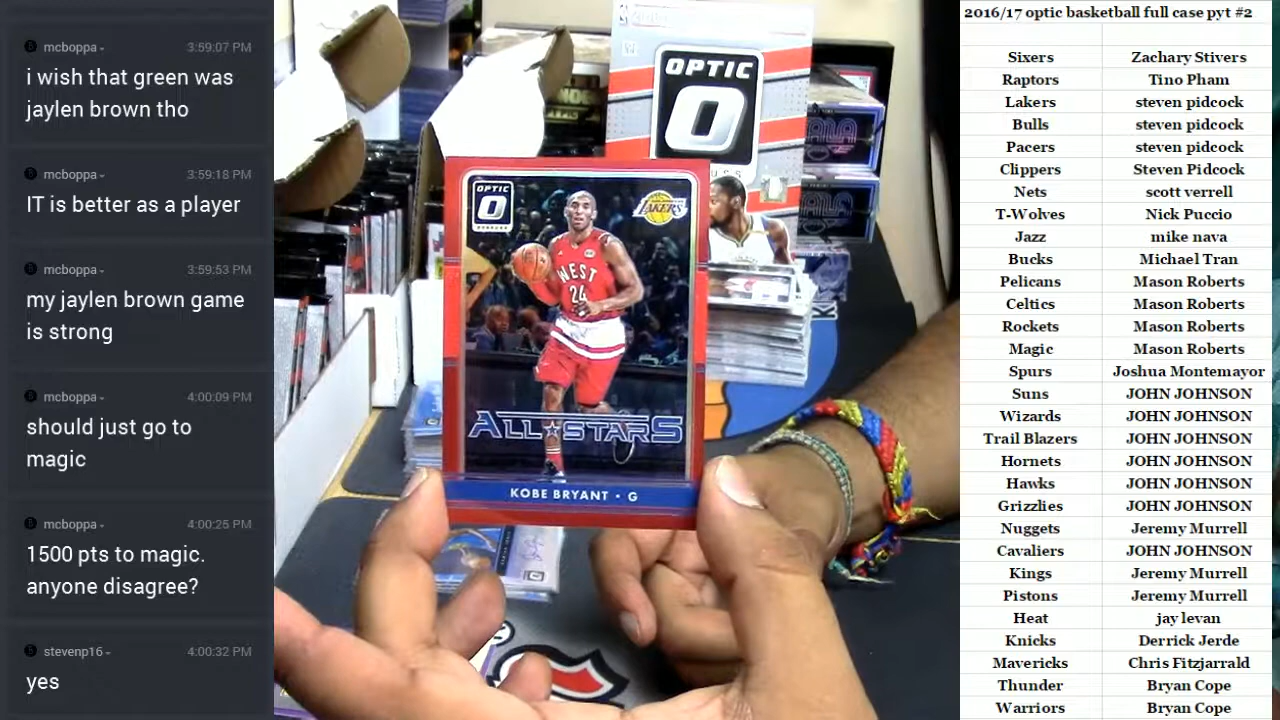 mcboppa
3:59:07 PM
i wish that green was
jaylen brown tho
mcboppa
3:59:18 PM
IT is better as a player
mcboppa
3:59:53 PM
my jaylen brown game
is strong
mcboppa
4:00:09 PM
should just go to
magic
mcboppa
4:00:25 PM
1500 pts to magic.
anyone disagree?
stevenp16
4:00:32 PM
yes
OPTIC
OPTIC
LAKERS
WEST
24
ALL STARS
KOBE BRYANT • G
2016/17 optic basketball full case pyt #2
Sixers Zachary Stivers
Raptors Tino Pham
Lakers steven pidcock
Bulls steven pidcock
Pacers steven pidcock
Clippers Steven Pidcock
Nets scott verrell
T-Wolves Nick Puccio
Jazz mike nava
Bucks Michael Tran
Pelicans Mason Roberts
Celtics Mason Roberts
Rockets Mason Roberts
Magic Mason Roberts
Spurs Joshua Montemayor
Suns JOHN JOHNSON
Wizards JOHN JOHNSON
Trail Blazers JOHN JOHNSON
Hornets JOHN JOHNSON
Hawks JOHN JOHNSON
Grizzlies JOHN JOHNSON
Nuggets Jeremy Murrell
Cavaliers JOHN JOHNSON
Kings Jeremy Murrell
Pistons Jeremy Murrell
Heat jay levan
Knicks Derrick Jerde
Mavericks Chris Fitzjarrald
Thunder Bryan Cope
Warriors Bryan Cope